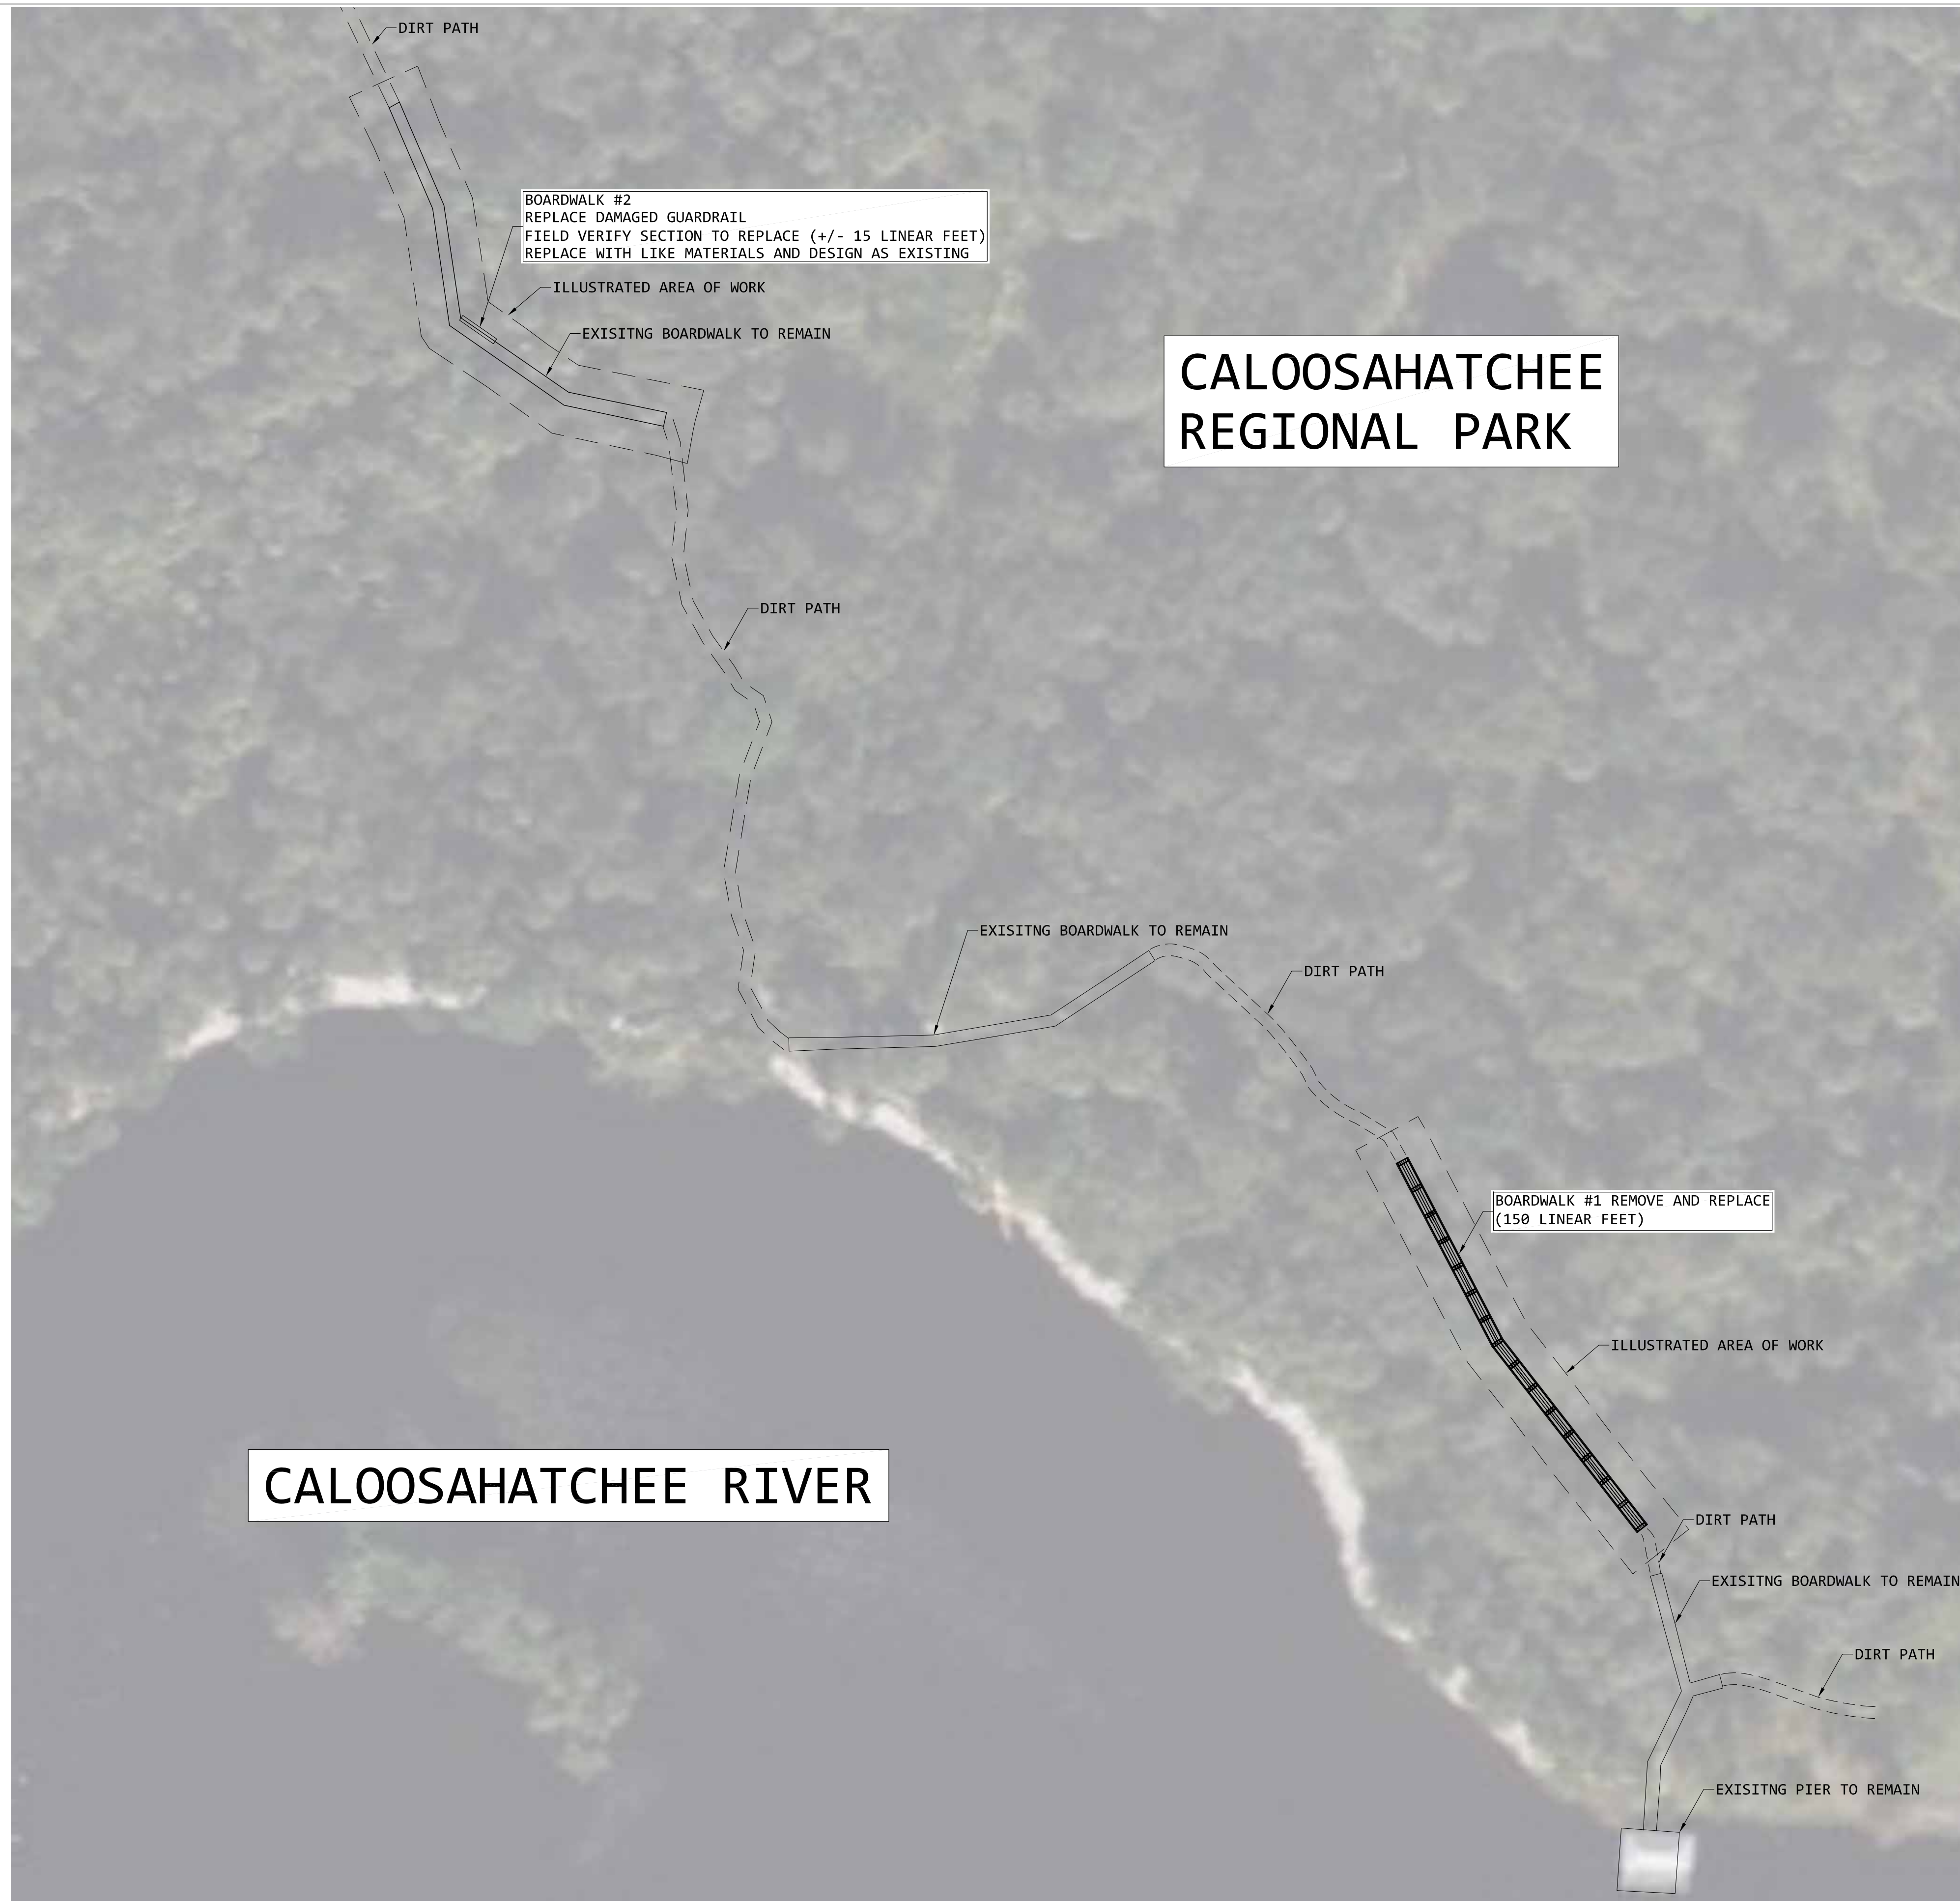 DIRT PATH
BOARDWALK #2
REPLACE DAMAGED GUARDRAIL
FIELD VERIFY SECTION TO REPLACE (+/- 15 LINEAR FEET)
REPLACE WITH LIKE MATERIALS AND DESIGN AS EXISTING
ILLUSTRATED AREA OF WORK
EXISITNG BOARDWALK TO REMAIN
CALOOSAHATCHEE
REGIONAL PARK
DIRT PATH
EXISITNG BOARDWALK TO REMAIN
DIRT PATH
BOARDWALK #1 REMOVE AND REPLACE
(150 LINEAR FEET)
ILLUSTRATED AREA OF WORK
CALOOSAHATCHEE RIVER
DIRT PATH
EXISITNG BOARDWALK TO REMAIN
DIRT PATH
EXISITNG PIER TO REMAIN